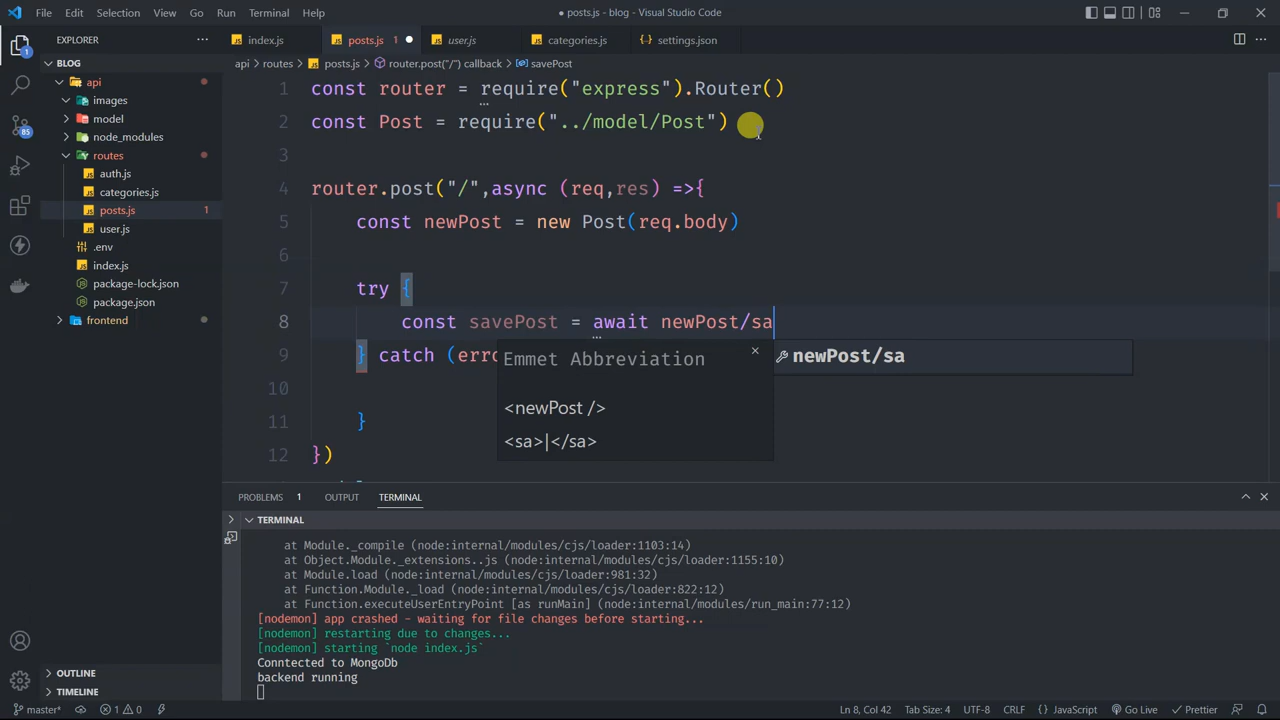 File Edit Selection View Go Run Terminal Help
● posts.js - blog - Visual Studio Code
EXPLORER
index.js
posts.js 1 ●
user.js
categories.js
settings.json
BLOG
api
images
model
node_modules
routes
auth.js
categories.js
posts.js 1
user.js
.env
index.js
package-lock.json
package.json
frontend
OUTLINE
TIMELINE
1
85
api > routes > posts.js > router.post("/") callback > savePost
1 const router = require("express").Router()
2 const Post = require("../model/Post")
3
4 router.post("/",async (req,res) =>{
5 const newPost = new Post(req.body)
6
7 try {
8 const savePost = await newPost/sa
9 } catch (erro
10
11 }
12 })
Emmet Abbreviation
<newPost />
<sa>|</sa>
newPost/sa
PROBLEMS 1 OUTPUT TERMINAL
TERMINAL
at Module._compile (node:internal/modules/cjs/loader:1103:14)
at Object.Module._extensions..js (node:internal/modules/cjs/loader:1155:10)
at Module.load (node:internal/modules/cjs/loader:981:32)
at Function.Module._load (node:internal/modules/cjs/loader:822:12)
at Function.executeUserEntryPoint [as runMain] (node:internal/modules/run_main:77:12)
[nodemon] app crashed - waiting for file changes before starting...
[nodemon] restarting due to changes...
[nodemon] starting `node index.js`
Conntected to MongoDb
backend running
master* 1 0 Ln 8, Col 42 Tab Size: 4 UTF-8 CRLF {} JavaScript Go Live Prettier